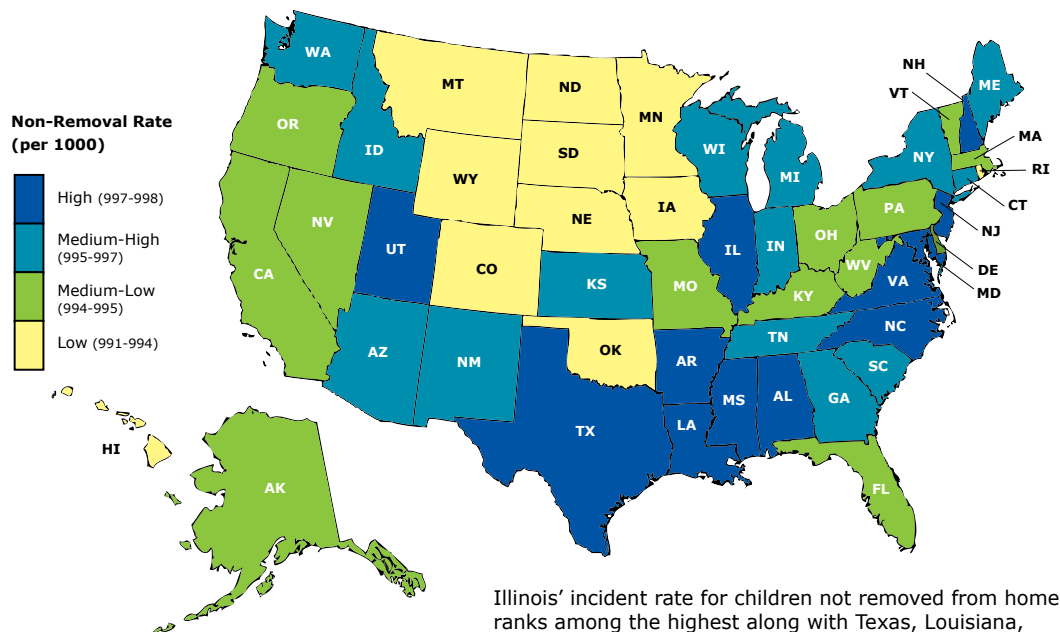 NH
WA
ME
VT
MT
ND
Non-Removal Rate
(per 1000)
MN
OR
MA
ID
SD
WI
NY
RI
MI
High (997-998)
WY
CT
IA
PA
NE
NJ
Medium-High
(995-997)
NV
OH
UT
IL
IN
DE
CO
WV
CA
VA
MD
Medium-Low
(994-995)
KS
MO
KY
NC
TN
Low (991-994)
OK
AZ
NM
AR
SC
MS
AL
GA
LA
TX
HI
AK
FL
Illinois’ incident rate for children not removed from home
ranks among the highest along with Texas, Louisiana,